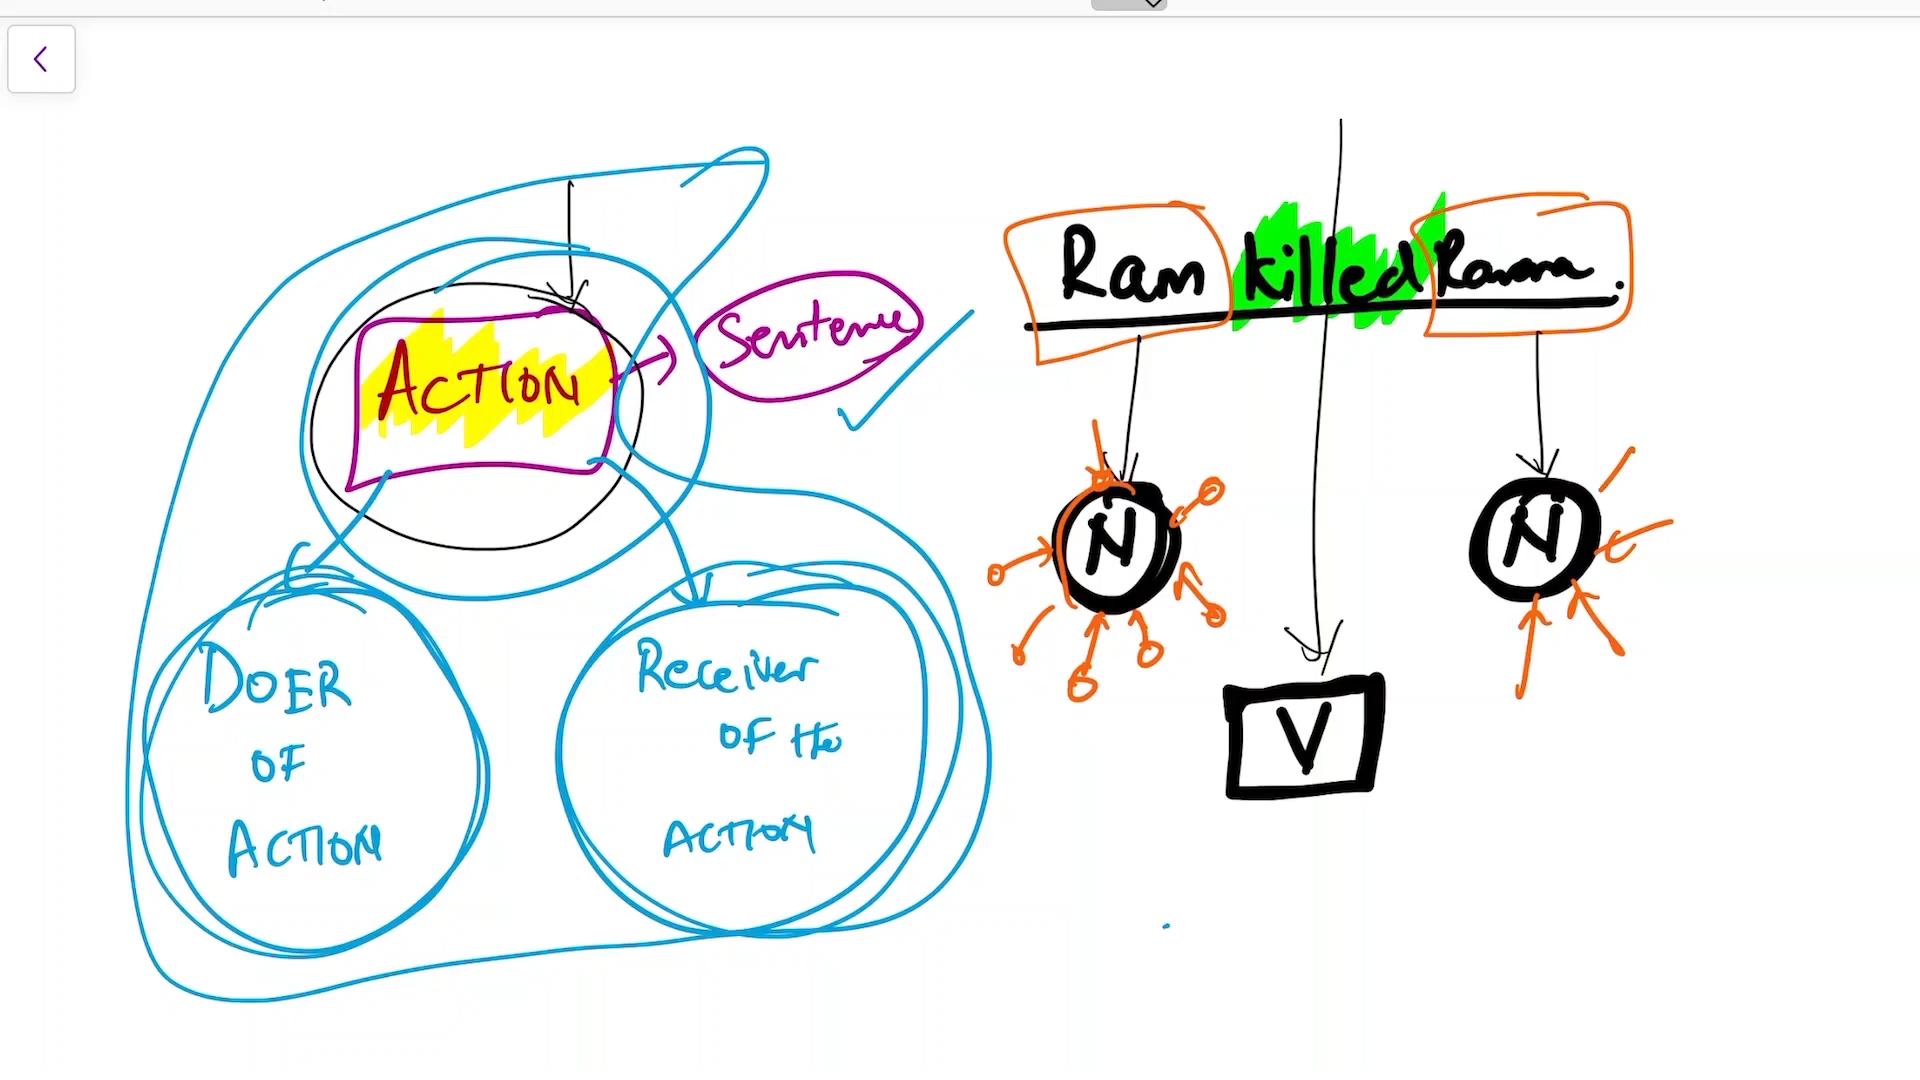 ACTION
Sentence
DOER
OF
ACTION
Receiver
OF the
ACTION
Ram killed Ravana.
N
N
V